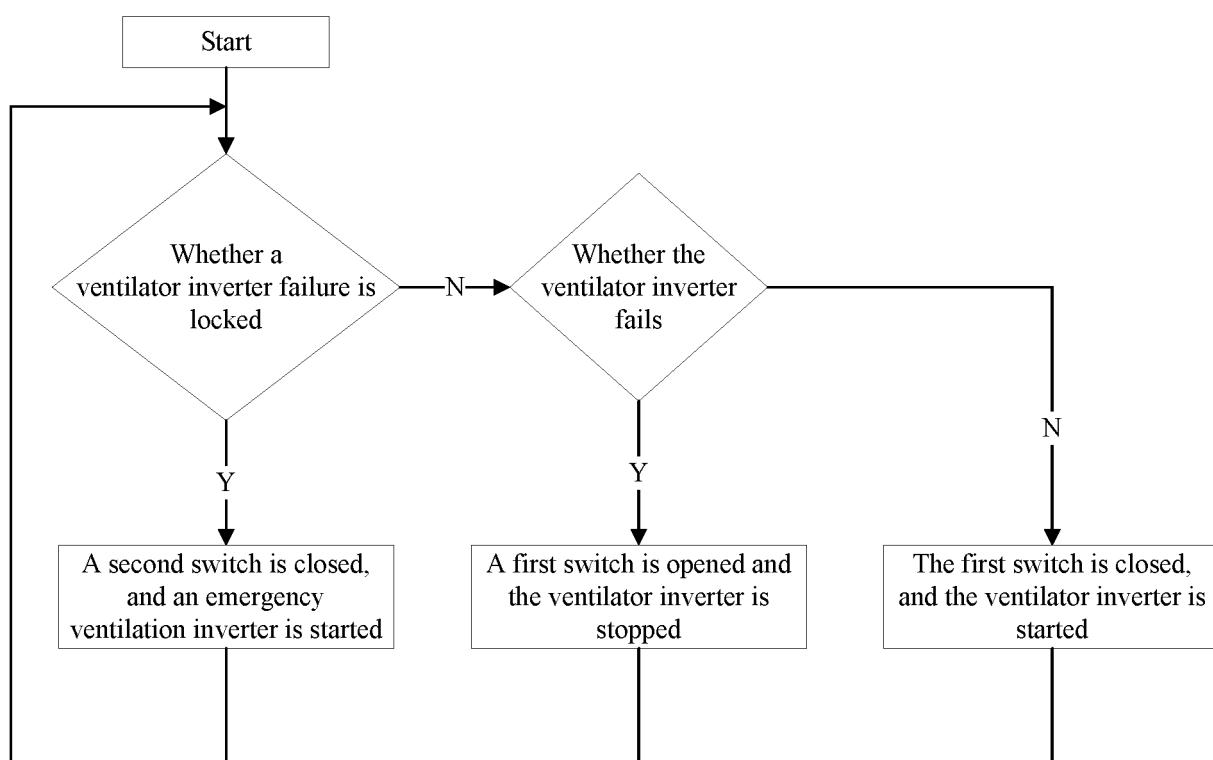 Start
Whether a
ventilator inverter failure is
locked
N
Whether the
ventilator inverter
fails
N
Y
Y
A second switch is closed,
and an emergency
ventilation inverter is started
A first switch is opened and
the ventilator inverter is
stopped
The first switch is closed,
and the ventilator inverter is
started